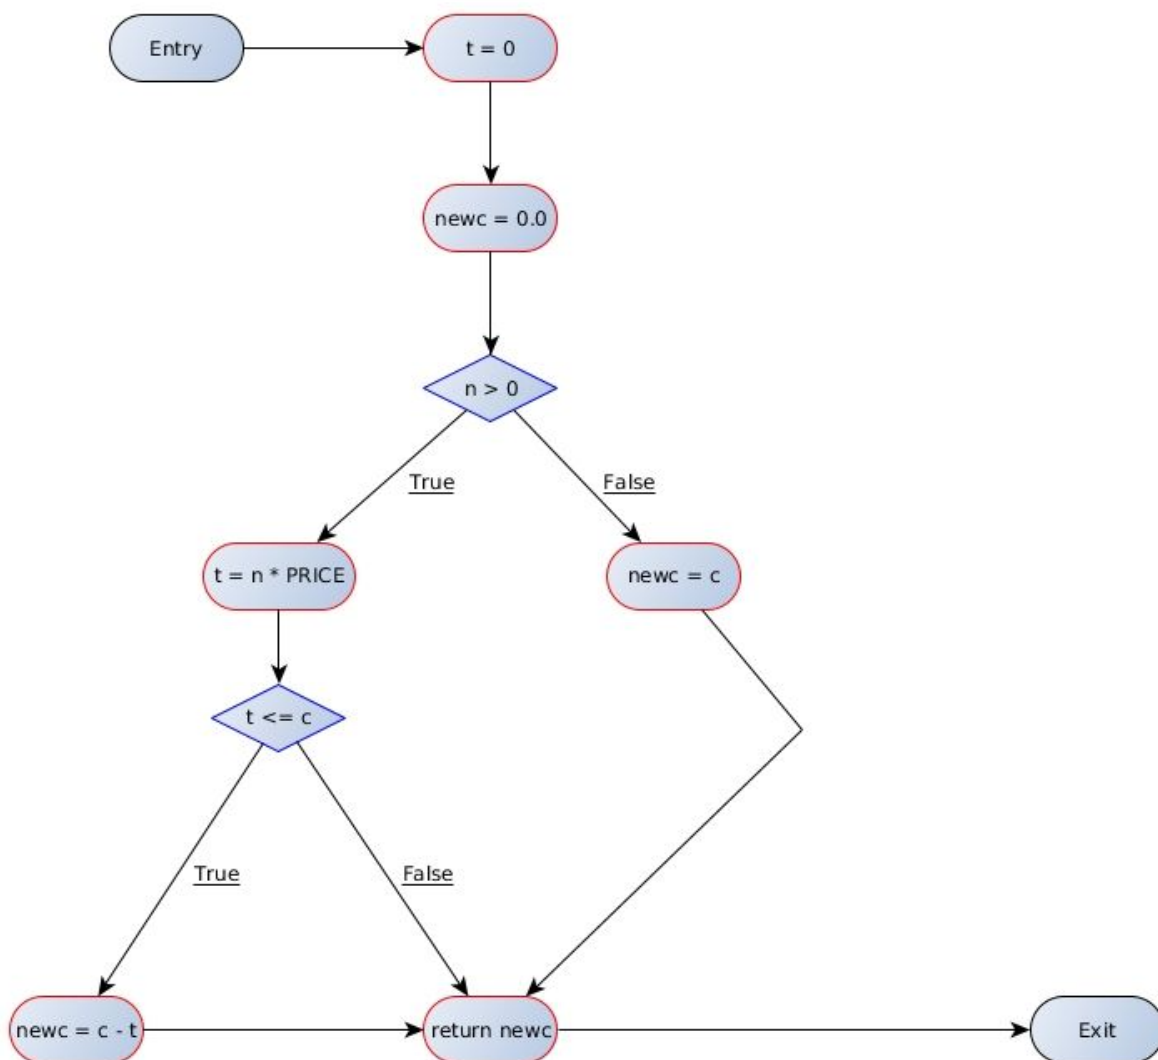 Entry
t = 0
newc = 0.0
n > 0
True
False
t = n * PRICE
newc = c
t <= c
True
False
newc = c - t
return newc
Exit